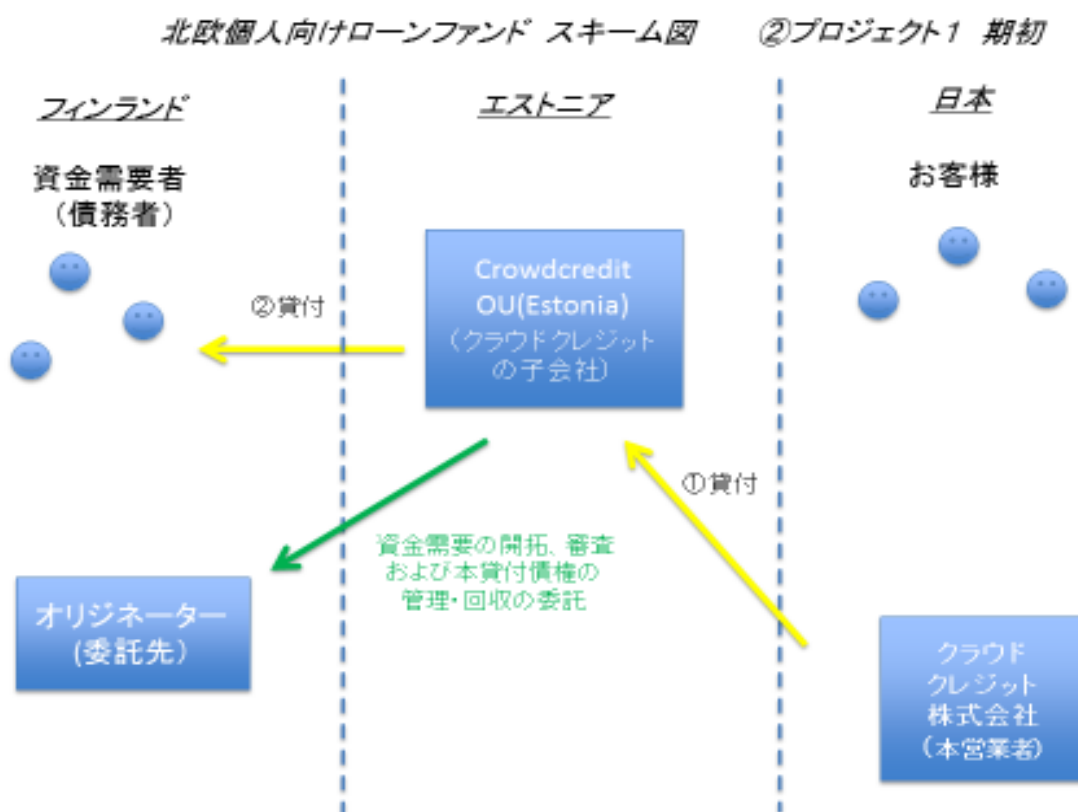 北欧個人向けローンファンド スキーム図　②プロジェクト1 期初
フィンランド
エストニア
日本
資金需要者
（債務者）
お客様
Crowdcredit
OU(Estonia)
（クラウドクレジット
の子会社）
②貸付
①貸付
資金需要の開拓、審査
および本貸付債権の
管理・回収の委託
オリジネーター
(委託先）
クラウド
クレジット
株式会社
（本営業者）